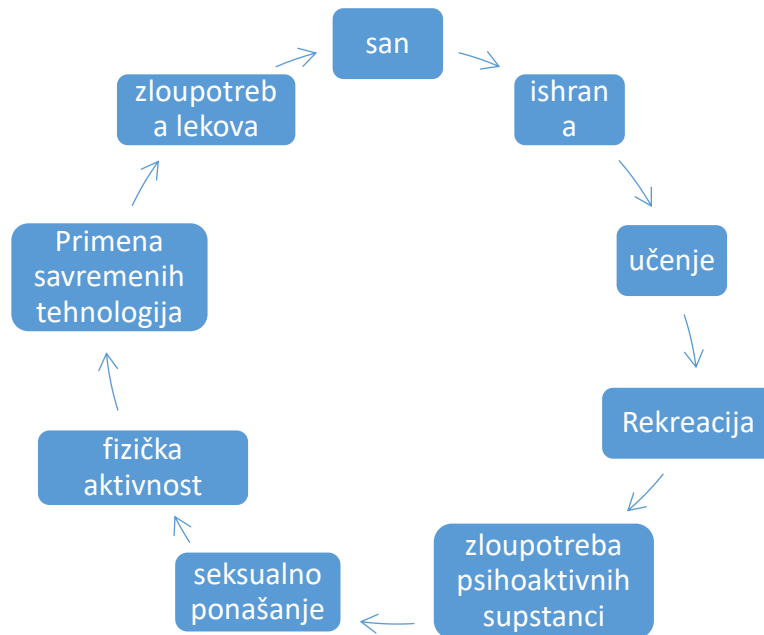 san
ishran
a
učenje
Rekreacija
zloupotreba
psihoaktivnih
supstanci
seksualno
ponašanje
fizička
aktivnost
Primena
savremenih
tehnologija
zloupotreb
a lekova